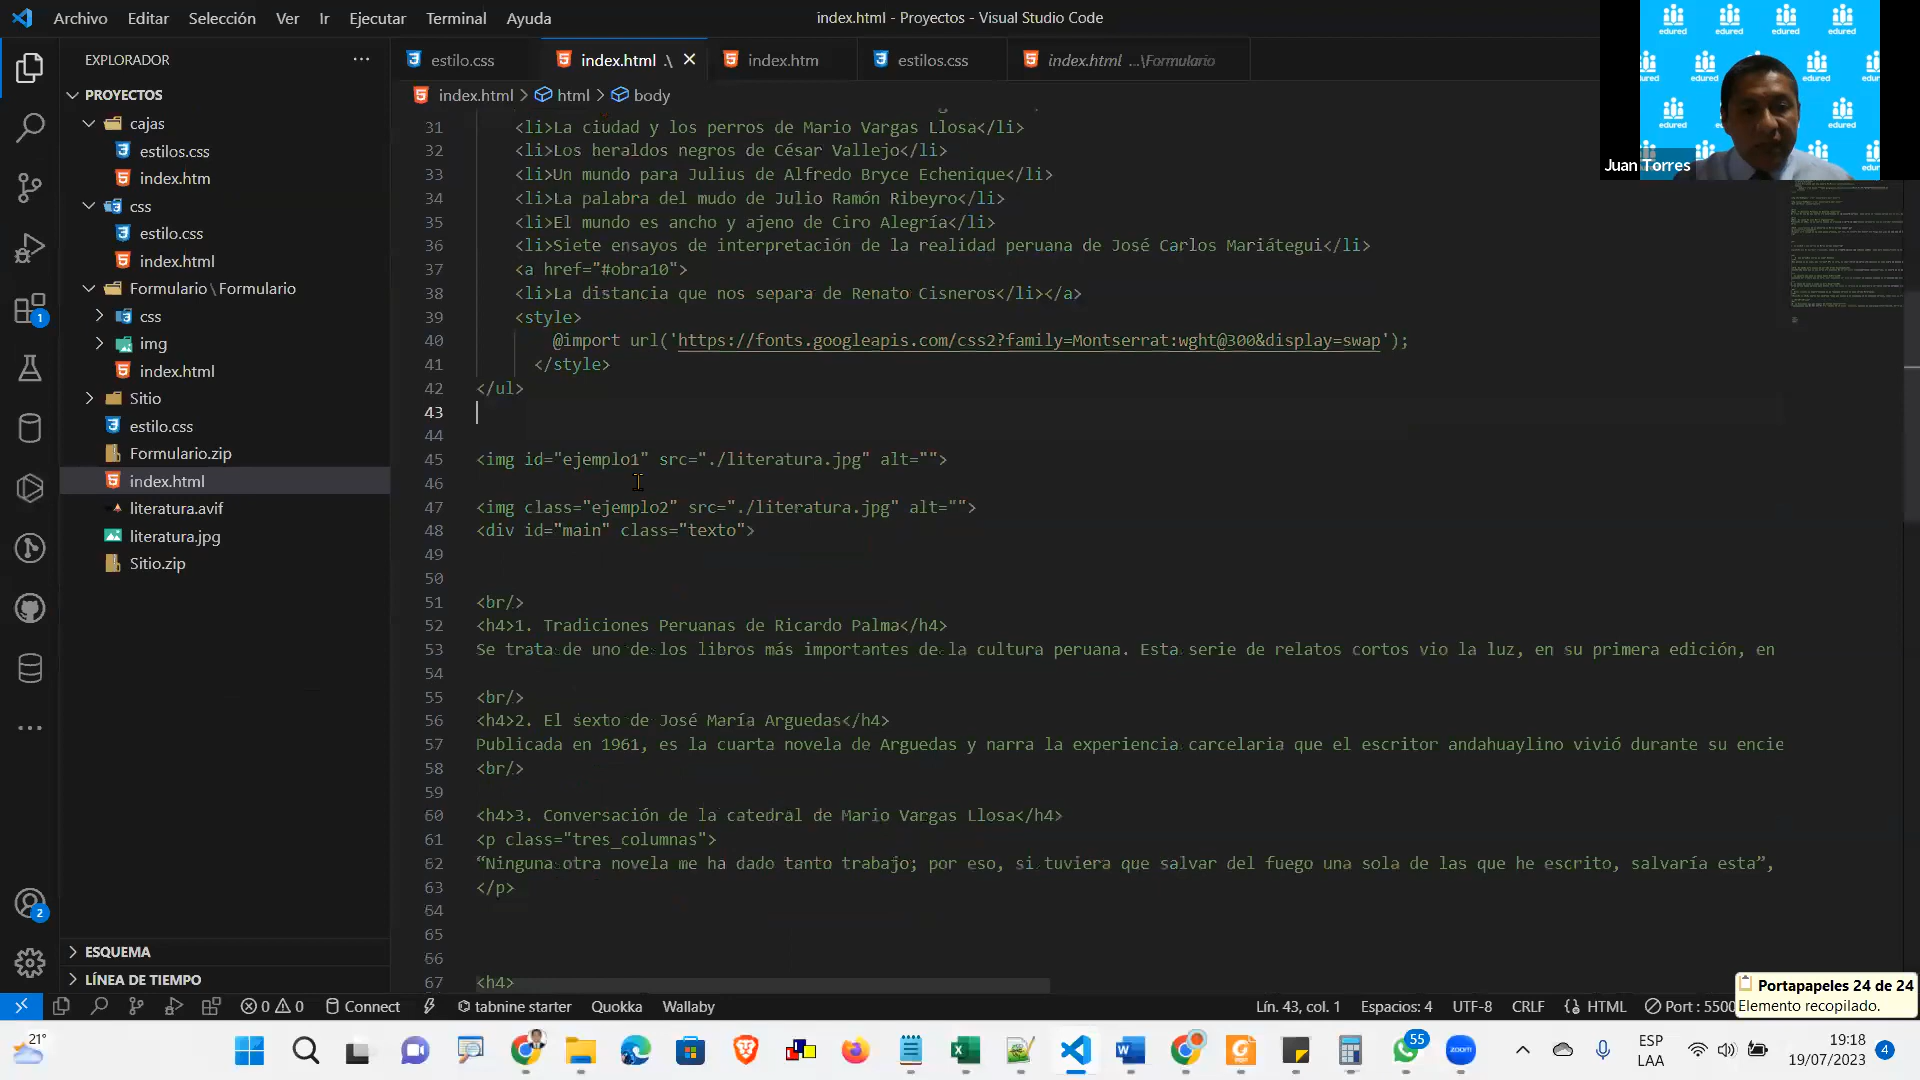 Archivo Editar Selección Ver Ir Ejecutar Terminal Ayuda
index.html - Proyectos - Visual Studio Code
EXPLORADOR
PROYECTOS
cajas
estilos.css
index.htm
css
estilo.css
index.html
Formulario\Formulario
css
img
index.html
Sitio
estilo.css
Formulario.zip
index.html
literatura.avif
literatura.jpg
Sitio.zip
ESQUEMA
LÍNEA DE TIEMPO
estilo.css index.html .\ index.htm estilos.css index.html ...\Formulario
index.html > html > body
31 <li>La ciudad y los perros de Mario Vargas Llosa</li>
32 <li>Los heraldos negros de César Vallejo</li>
33 <li>Un mundo para Julius de Alfredo Bryce Echenique</li>
34 <li>La palabra del mudo de Julio Ramón Ribeyro</li>
35 <li>El mundo es ancho y ajeno de Ciro Alegría</li>
36 <li>Siete ensayos de interpretación de la realidad peruana de José Carlos Mariátegui</li>
37 <a href="#obra10">
38 <li>La distancia que nos separa de Renato Cisneros</li></a>
39 <style>
40 @import url('https://fonts.googleapis.com/css2?family=Montserrat:wght@300&display=swap');
41 </style>
42 </ul>
43
44
45 <img id="ejemplo1" src="./literatura.jpg" alt="">
46
47 <img class="ejemplo2" src="./literatura.jpg" alt="">
48 <div id="main" class="texto">
49
50
51 <br/>
52 <h4>1. Tradiciones Peruanas de Ricardo Palma</h4>
53 Se trata de uno de los libros más importantes de la cultura peruana. Esta serie de relatos cortos vio la luz, en su primera edición, en
54
55 <br/>
56 <h4>2. El sexto de José María Arguedas</h4>
57 Publicada en 1961, es la cuarta novela de Arguedas y narra la experiencia carcelaria que el escritor andahuaylino vivió durante su encie
58 <br/>
59
60 <h4>3. Conversación de la catedral de Mario Vargas Llosa</h4>
61 <p class="tres_columnas">
62 “Ninguna otra novela me ha dado tanto trabajo; por eso, si tuviera que salvar del fuego una sola de las que he escrito, salvaría esta”,
63 </p>
64
65
66
67 <h4>
edured edured edured edured
edured edured
Juan Torres
Portapapeles 24 de 24
Elemento recopilado.
0 0 Connect tabnine starter Quokka Wallaby Lín. 43, col. 1 Espacios: 4 UTF-8 CRLF HTML Port : 5500
1
2
21°
55
zoom
ESP
LAA
19:18
19/07/2023
4